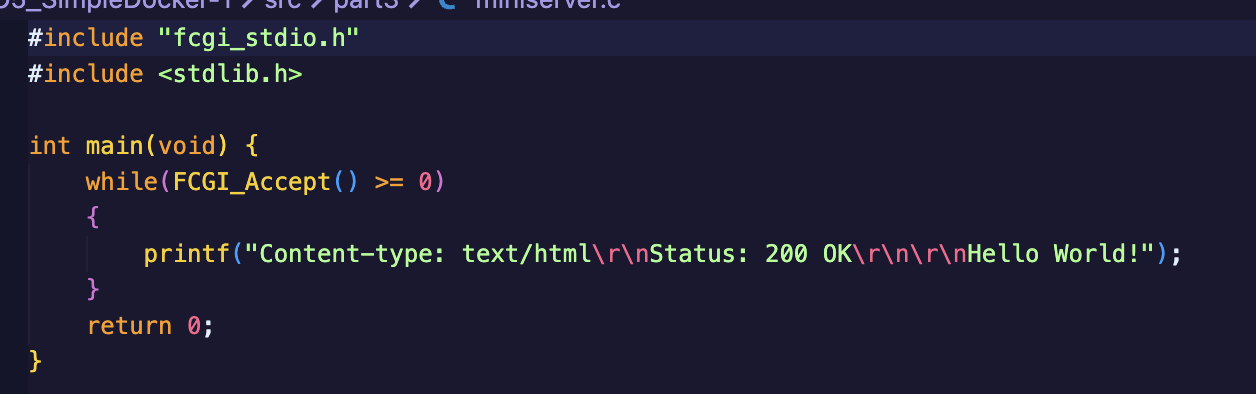 05_SimpleDocker-1 > src > part3 > C miniserver.c
#include "fcgi_stdio.h"
#include <stdlib.h>
int main(void) {
while(FCGI_Accept() >= 0)
{
printf("Content-type: text/html\r\nStatus: 200 OK\r\n\r\nHello World!");
}
return 0;
}